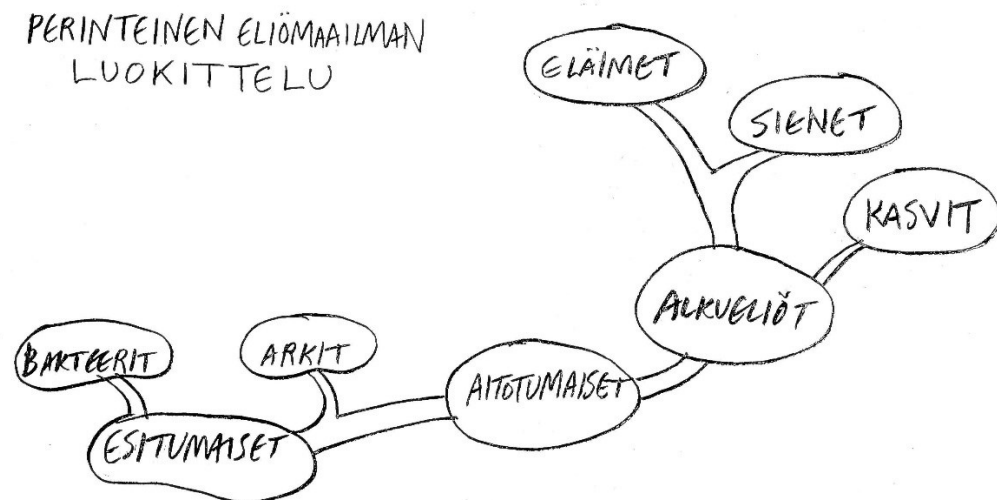 PERINTEINEN ELIÖMAAILMAN
LUOKITTELU
ELÄIMET
SIENET
KASVIT
ALKUELIÖT
BAKTEERIT
ARKIT
AITOTUMAISET
ESITUMAISET